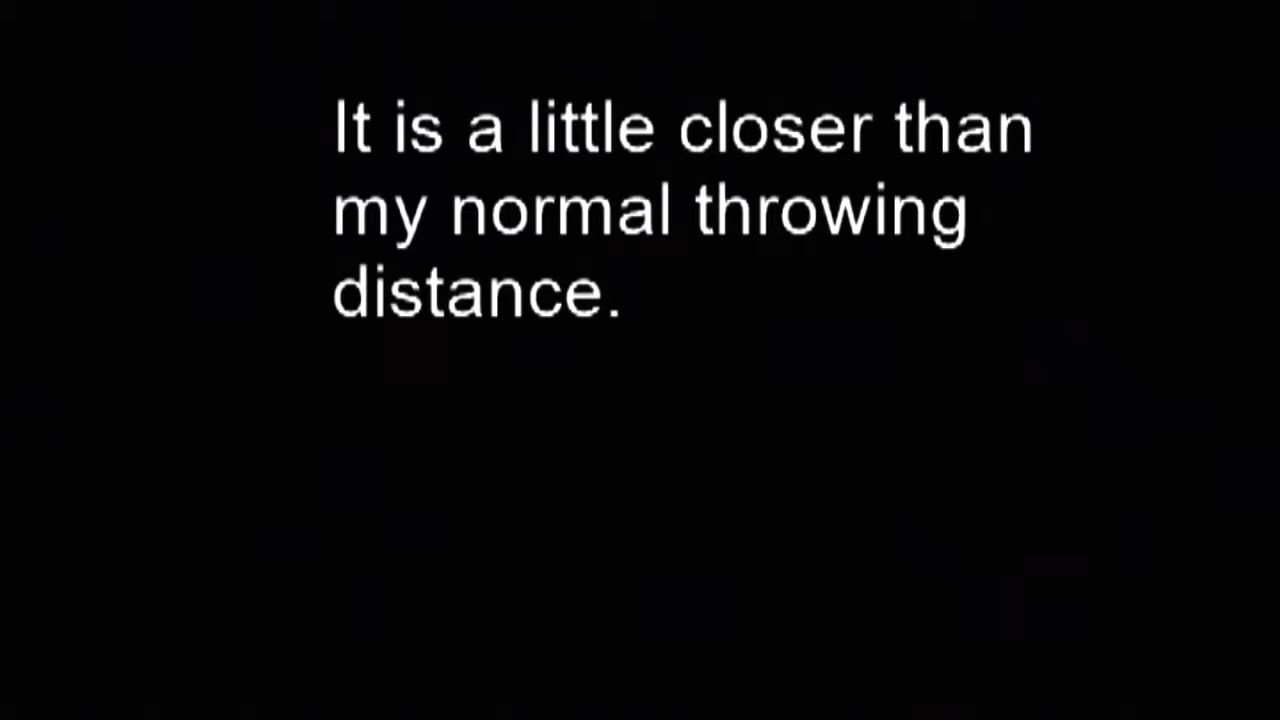 It is a little closer than
my normal throwing
distance.